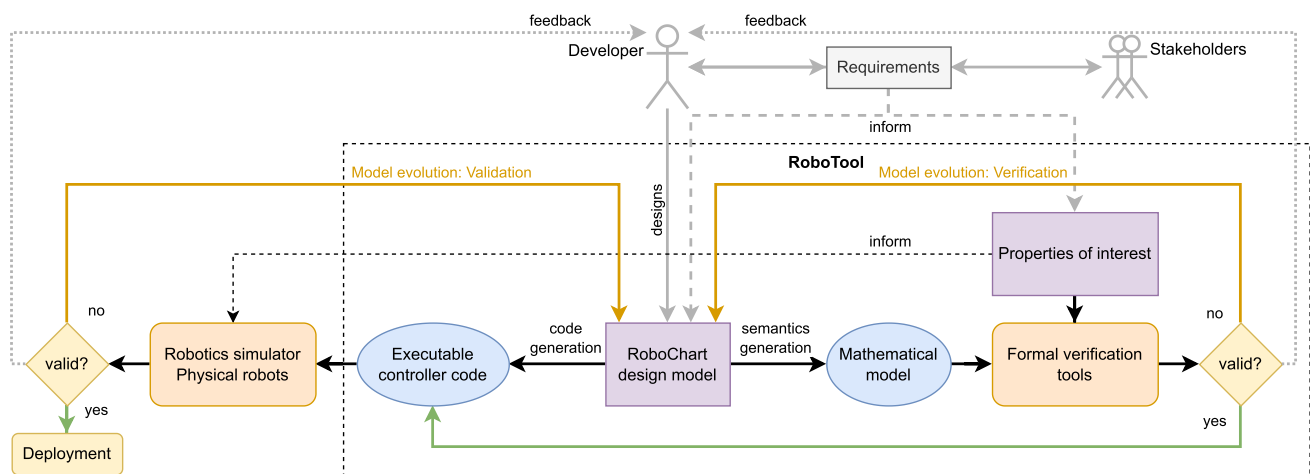 feedback
feedback
Developer
Stakeholders
Requirements
inform
RoboTool
Model evolution: Validation
Model evolution: Verification
designs
inform
Properties of interest
no
no
code
generation
semantics
generation
valid?
Robotics simulator
Physical robots
Executable
controller code
RoboChart
design model
Mathematical
model
Formal verification
tools
valid?
yes
yes
Deployment